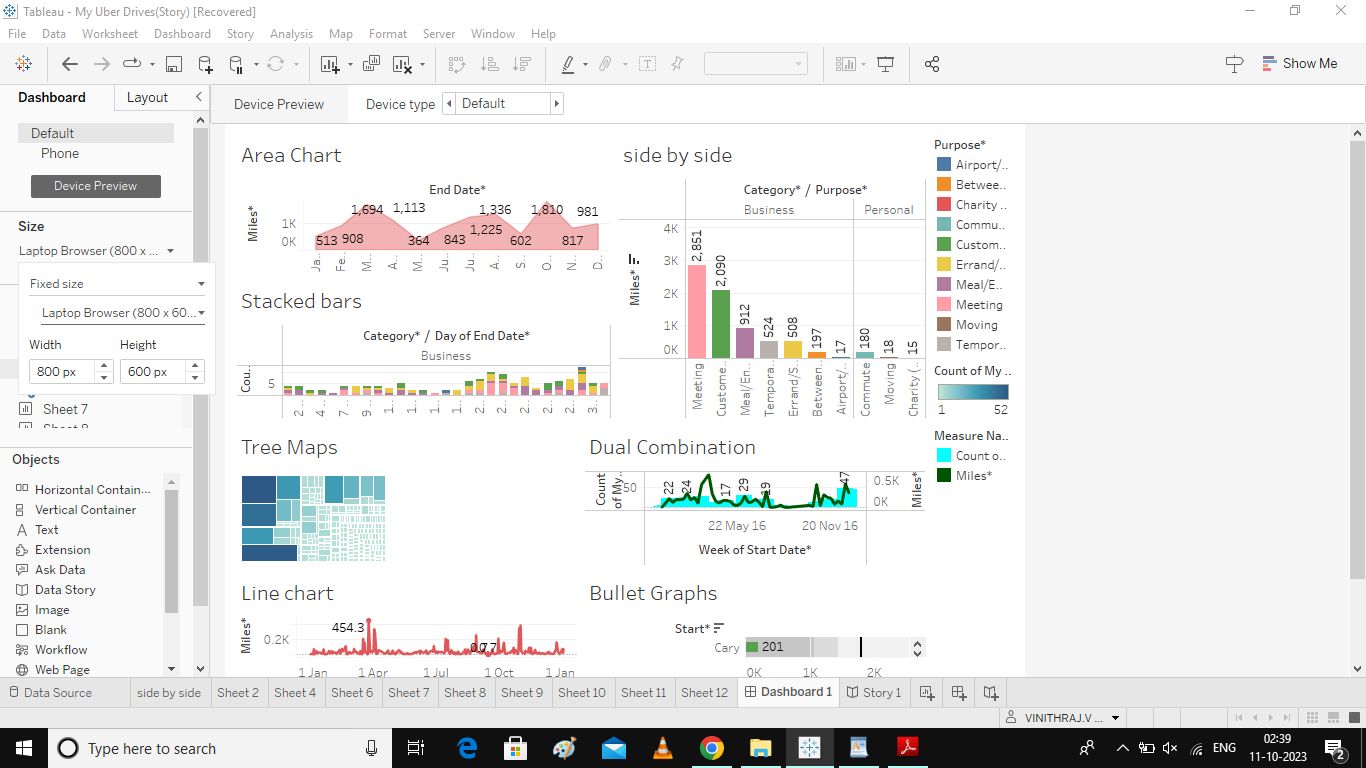 Tableau - My Uber Drives(Story) [Recovered]
File Data Worksheet Dashboard Story Analysis Map Format Server Window Help
Show Me
Dashboard Layout
Device Preview Device type Default
Default
Phone
Device Preview
Size
Laptop Browser (800 x ...
Fixed size
Laptop Browser (800 x 60...
Width Height
800 px 600 px
Sheet 7
Sheet 8
Objects
Horizontal Contain...
Vertical Container
Text
Extension
Ask Data
Data Story
Image
Blank
Workflow
Web Page
Area Chart
End Date*
Miles*
1K
0K
513 908 1,694 1,113 364 843 1,225 1,336 602 1,810 817 981
Ja.. Fe.. M.. A.. M.. Ju.. Ju.. A.. S.. O.. N.. D..
side by side
Category* / Purpose*
Business Personal
Miles*
4K
3K
2K
1K
0K
2,851 2,090 912 524 508 197 17 180 18 15
Meeting Custome.. Meal/En.. Tempora.. Errand/S.. Between.. Airport/.. Commute Moving Charity (..
Stacked bars
Category* / Day of End Date*
Business
Cou..
5
2.. 4.. 7.. 9.. 1.. 1.. 1.. 1.. 2.. 2.. 2.. 2.. 2.. 3..
Tree Maps
Dual Combination
Count of My..
50
22 24 17 29 19 47
0.5K
0K
Miles*
22 May 16 20 Nov 16
Week of Start Date*
Line chart
Miles*
0.2K
454.3
1 Jan 1 Apr 1 Jul 1 Oct 1 Jan
Bullet Graphs
Start*
Cary 201
0K 1K 2K
Purpose*
Airport/..
Betwee..
Charity ..
Commu..
Custom..
Errand/..
Meal/E..
Meeting
Moving
Tempor..
Count of My ..
1 52
Measure Na..
Count o..
Miles*
Data Source side by side Sheet 2 Sheet 4 Sheet 6 Sheet 7 Sheet 8 Sheet 9 Sheet 10 Sheet 11 Sheet 12 Dashboard 1 Story 1
VINITHRAJ.V ...
Type here to search
ENG
02:39
11-10-2023
2